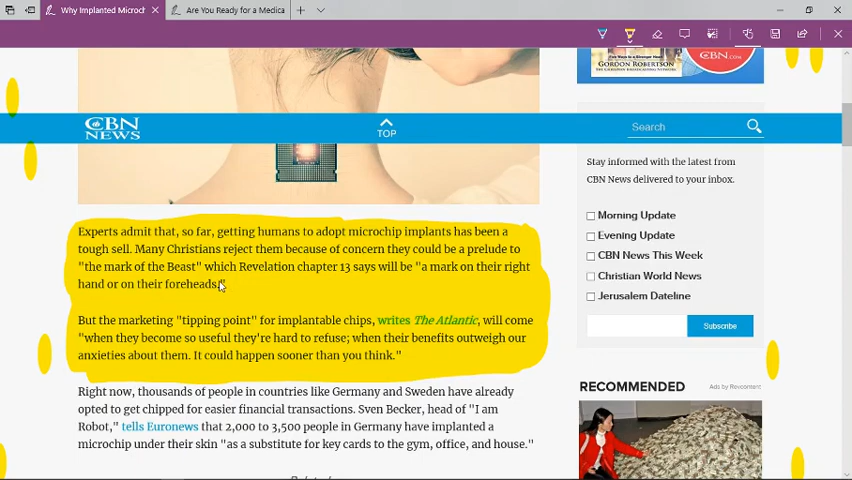 Why Implanted Microch
Are You Ready for a Medica
CBN.COM
GORDON ROBERTSON
CBN
NEWS
TOP
Search
Stay informed with the latest from
CBN News delivered to your inbox.
Morning Update
Evening Update
CBN News This Week
Christian World News
Jerusalem Dateline
Subscribe
Experts admit that, so far, getting humans to adopt microchip implants has been a
tough sell. Many Christians reject them because of concern they could be a prelude to
"the mark of the Beast" which Revelation chapter 13 says will be "a mark on their right
hand or on their foreheads."
But the marketing "tipping point" for implantable chips, writes The Atlantic, will come
"when they become so useful they're hard to refuse; when their benefits outweigh our
anxieties about them. It could happen sooner than you think."
Right now, thousands of people in countries like Germany and Sweden have already
opted to get chipped for easier financial transactions. Sven Becker, head of "I am
Robot," tells Euronews that 2,000 to 3,500 people in Germany have implanted a
microchip under their skin "as a substitute for key cards to the gym, office, and house."
RECOMMENDED
Ads by Revcontent